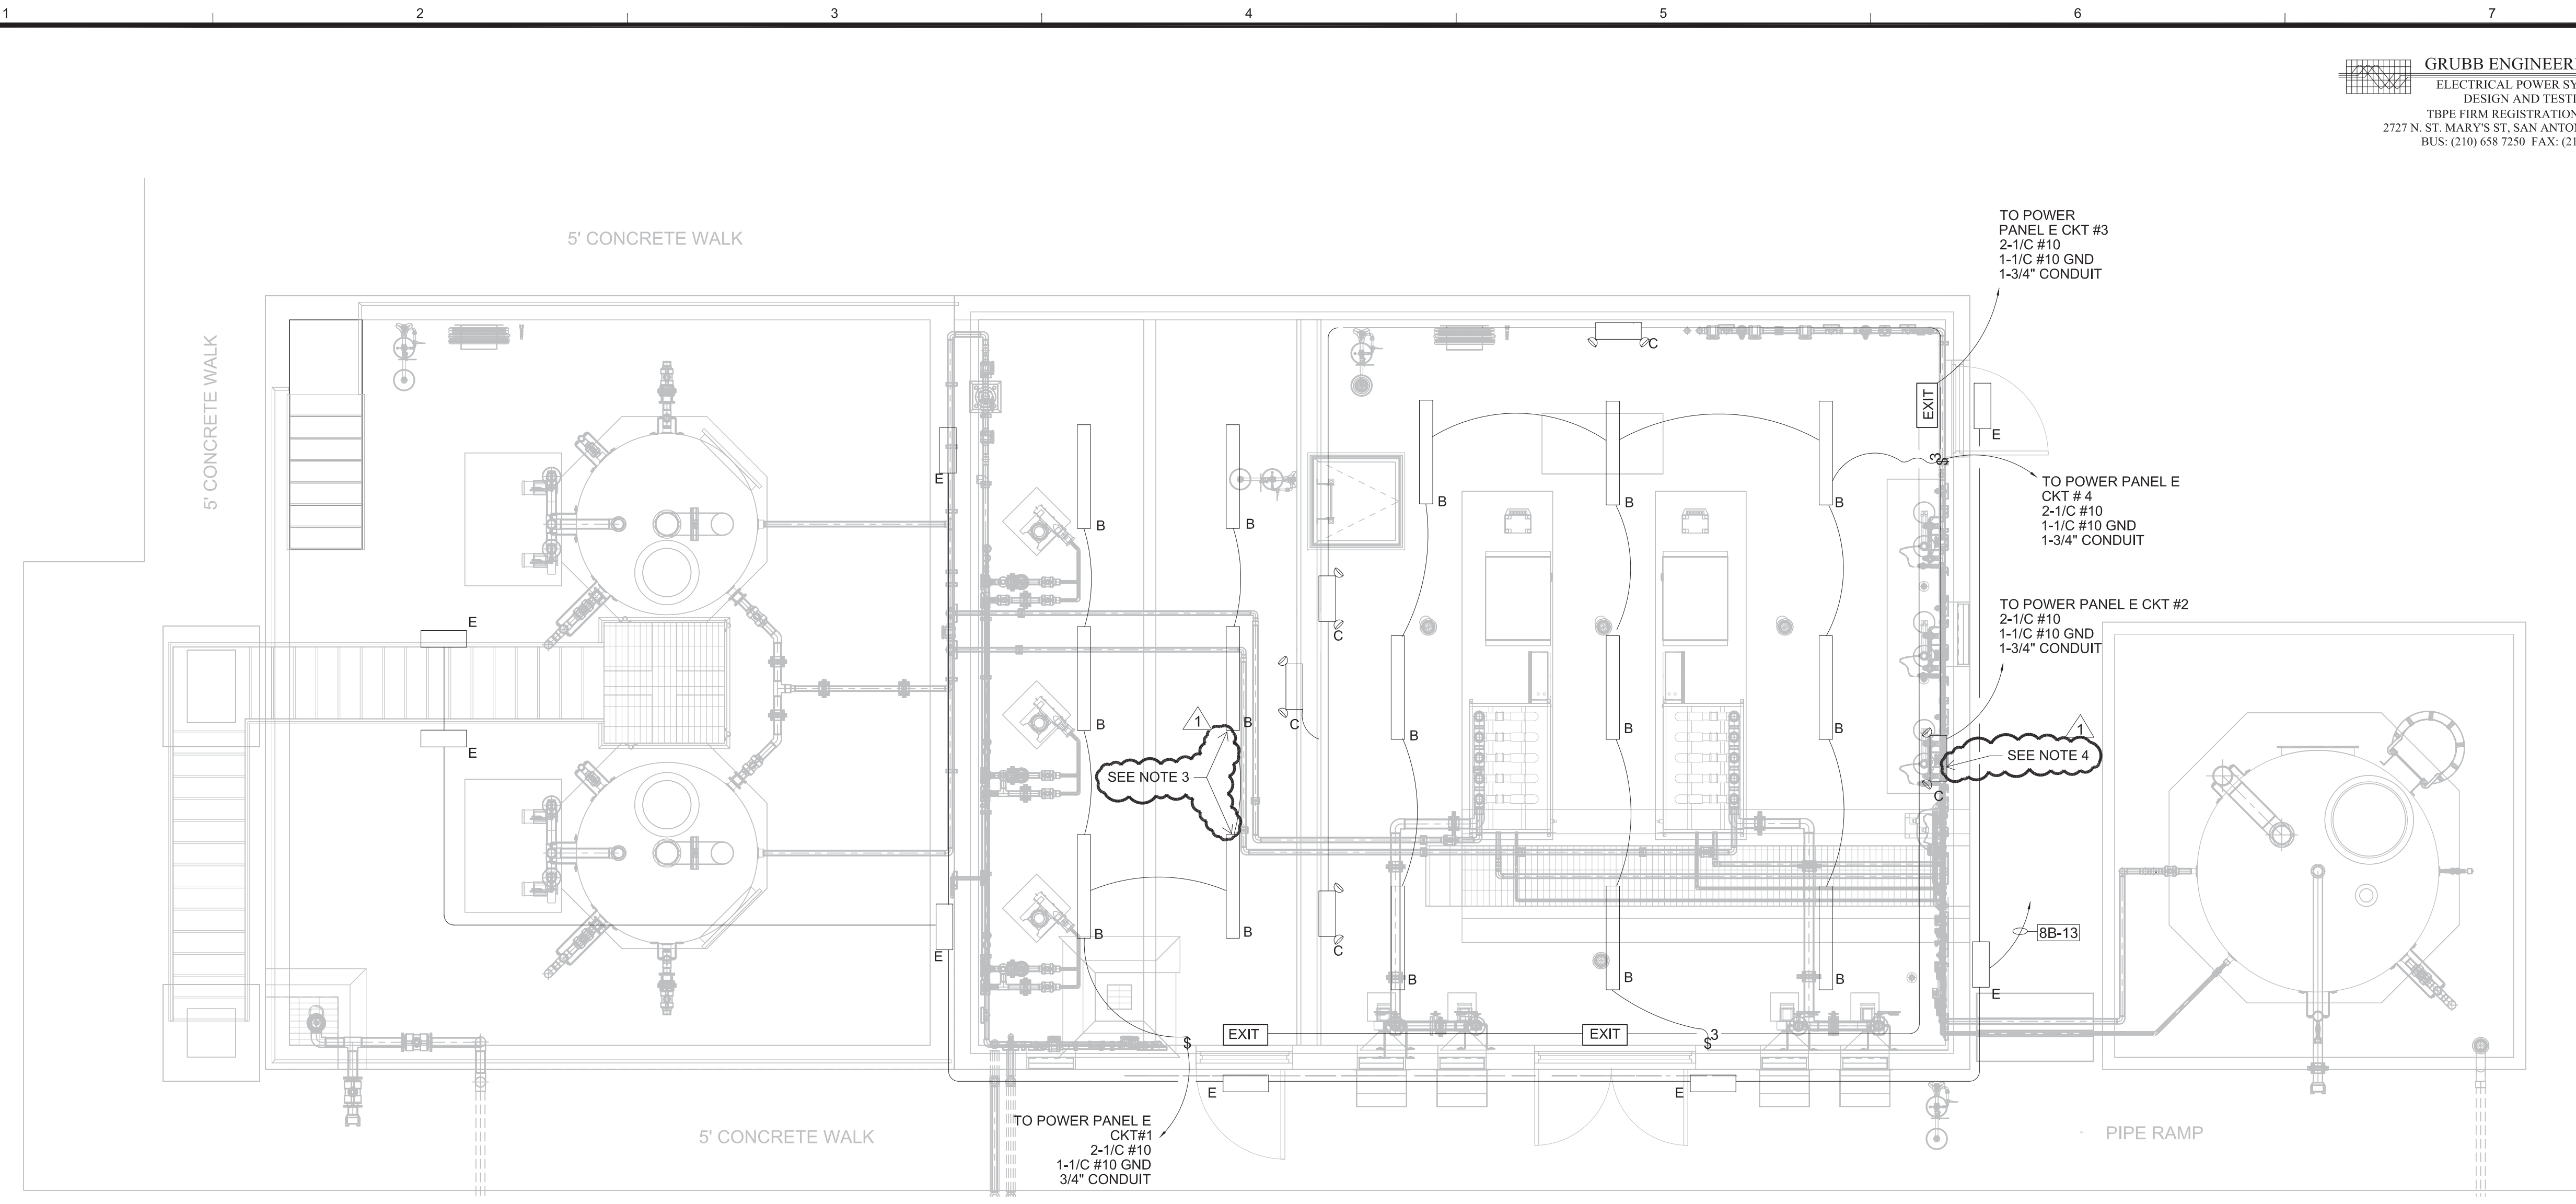 1
2
3
4
5
6
7
GRUBB ENGINEER
ELECTRICAL POWER SY
DESIGN AND TESTI
TBPE FIRM REGISTRATION
2727 N. ST. MARY'S ST, SAN ANTO
BUS: (210) 658 7250 FAX: (21
5' CONCRETE WALK
5' CONCRETE WALK
TO POWER
PANEL E CKT #3
2-1/C #10
1-1/C #10 GND
1-3/4" CONDUIT
C
EXIT
E
E
$3
TO POWER PANEL E
CKT # 4
2-1/C #10
1-1/C #10 GND
1-3/4" CONDUIT
B
B
B
B
B
TO POWER PANEL E CKT #2
2-1/C #10
1-1/C #10 GND
1-3/4" CONDUIT
E
E
C
C
B
B
B
B
B
1
SEE NOTE 3
1
SEE NOTE 4
C
8B-13
E
E
B
B
C
B
B
B
EXIT
EXIT
$
$3
E
E
TO POWER PANEL E
CKT#1
2-1/C #10
1-1/C #10 GND
3/4" CONDUIT
5' CONCRETE WALK
- PIPE RAMP